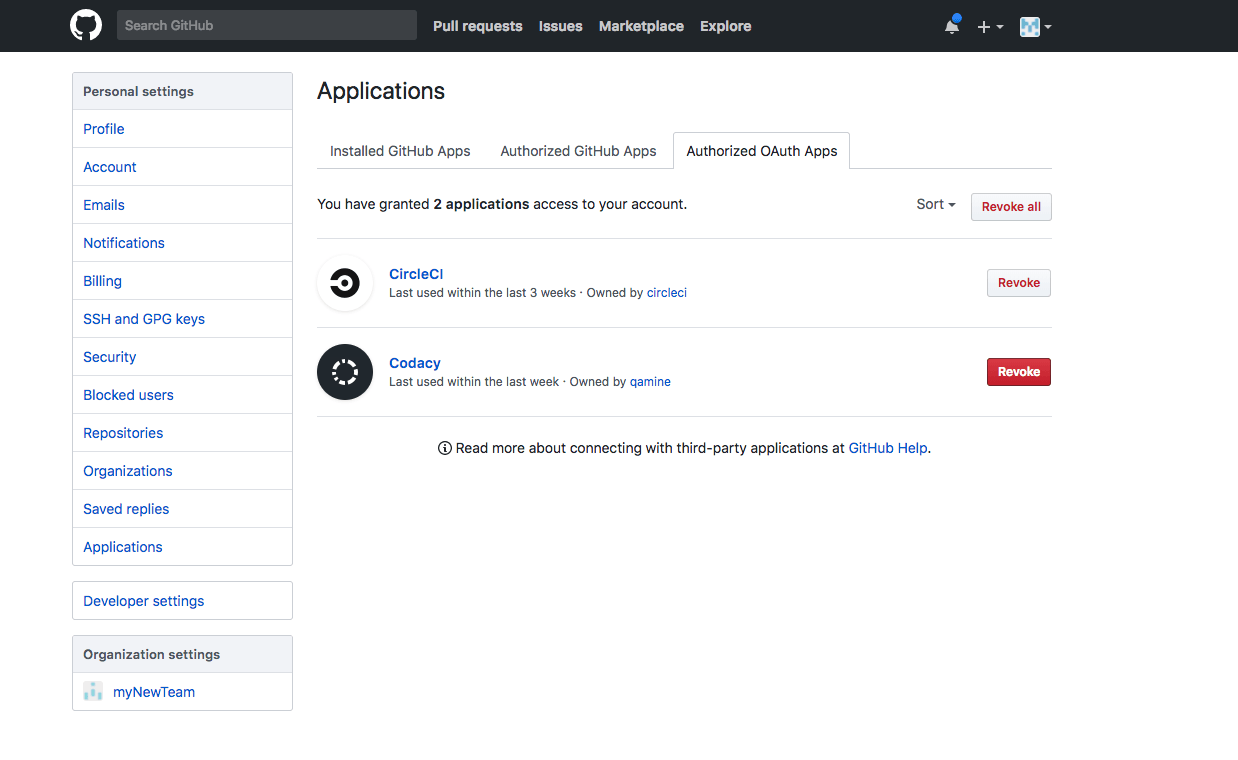 Search GitHub
Pull requests
Issues
Marketplace
Explore
Personal settings
Profile
Account
Emails
Notifications
Billing
SSH and GPG keys
Security
Blocked users
Repositories
Organizations
Saved replies
Applications
Developer settings
Organization settings
myNewTeam
Applications
Installed GitHub Apps
Authorized GitHub Apps
Authorized OAuth Apps
You have granted 2 applications access to your account.
Sort
Revoke all
CircleCI
Last used within the last 3 weeks · Owned by circleci
Revoke
Codacy
Last used within the last week · Owned by qamine
Revoke
Read more about connecting with third-party applications at GitHub Help.